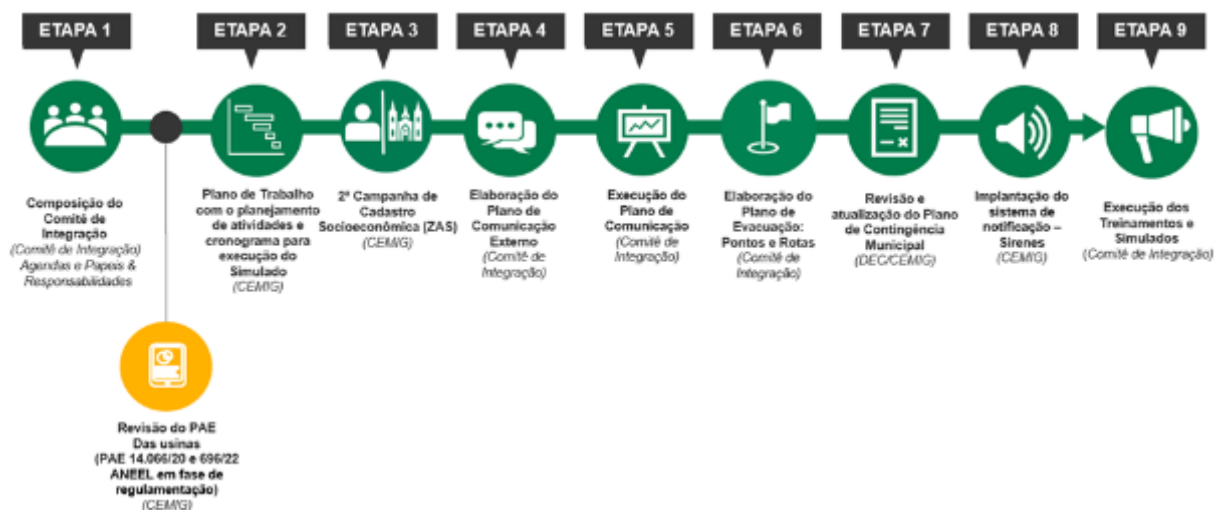 ETAPA 1
Composição do
Comitê de
Integração
(Comitê de Integração)
Agendas e Papeis &
Responsabilidades
Revisão do PAE
Das usinas
(PAE 14.066/20 e 696/22
ANEEL em fase de
regulamentação)
(CEMIG)
ETAPA 2
Plano de Trabalho
com o planejamento
de atividades e
cronograma para
execução do
Simulado
(CEMIG)
ETAPA 3
2ª Campanha de
Cadastro
Socioeconômica (ZAS)
(CEMIG)
ETAPA 4
Elaboração do
Plano de
Comunicação
Externo
(Comitê de
Integração)
ETAPA 5
Execução do
Plano de
Comunicação
(Comitê de
Integração)
ETAPA 6
Elaboração do
Plano de
Evacuação:
Pontos e Rotas
(Comitê de
Integração)
ETAPA 7
Revisão e
atualização do Plano
de Contingência
Municipal
(DEC/CEMIG)
ETAPA 8
Implantação do
sistema de
notificação –
Sirenes
(CEMIG)
ETAPA 9
Execução dos
Treinamentos e
Simulados
(Comitê de Integração)